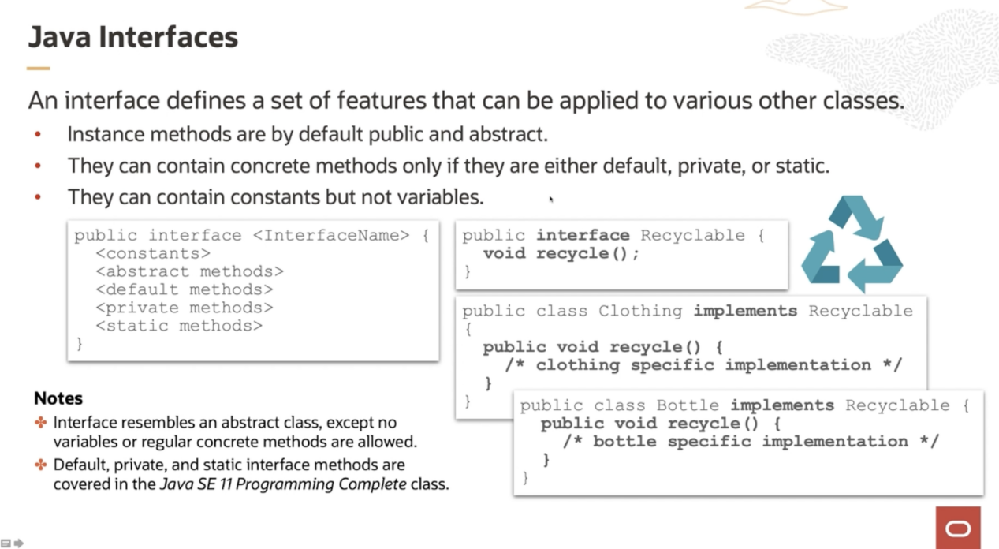 Java Interfaces
An interface defines a set of features that can be applied to various other classes.
• Instance methods are by default public and abstract.
• They can contain concrete methods only if they are either default, private, or static.
• They can contain constants but not variables.
public interface <InterfaceName> {
<constants>
<abstract methods>
<default methods>
<private methods>
<static methods>
}
public interface Recyclable {
void recycle();
}
public class Clothing implements Recyclable
{
public void recycle() {
/* clothing specific implementation */
}
}
public class Bottle implements Recyclable {
public void recycle() {
/* bottle specific implementation */
}
}
Notes
Interface resembles an abstract class, except no
variables or regular concrete methods are allowed.
Default, private, and static interface methods are
covered in the Java SE 11 Programming Complete class.